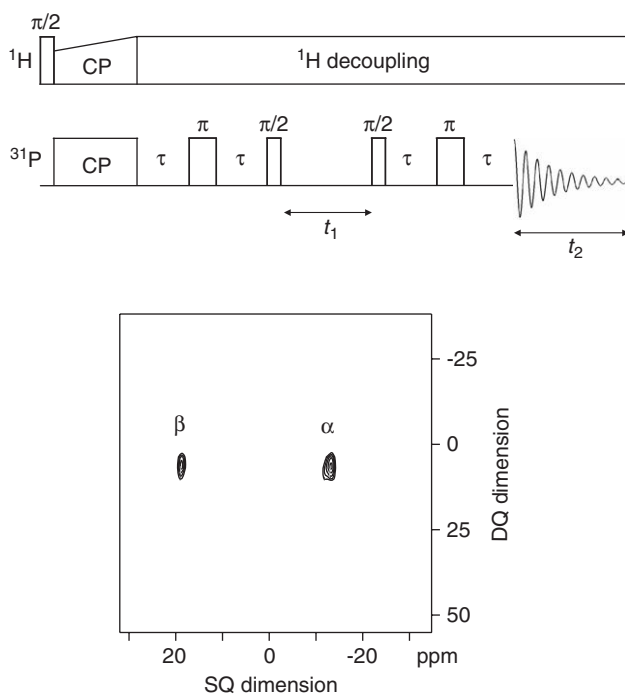 π/2
¹H
CP
¹H decoupling
π
π/2
π/2
π
³¹P
CP
τ
τ
τ
τ
t₁
t₂
β
α
-25
0
25
50
DQ dimension
20
0
-20
ppm
SQ dimension